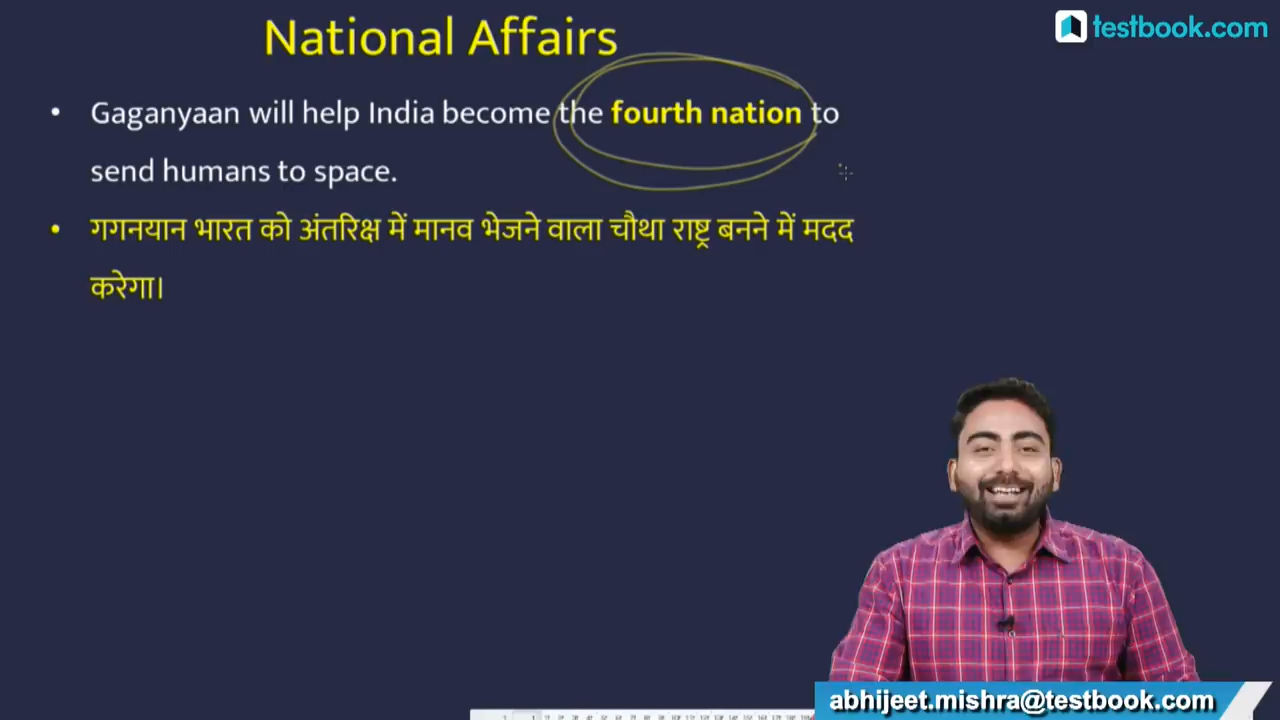 National Affairs
testbook.com
• Gaganyaan will help India become the fourth nation to
send humans to space.
• गगनयान भारत को अंतरिक्ष में मानव भेजने वाला चौथा राष्ट्र बनने में मदद
करेगा।
abhijeet.mishra@testbook.com